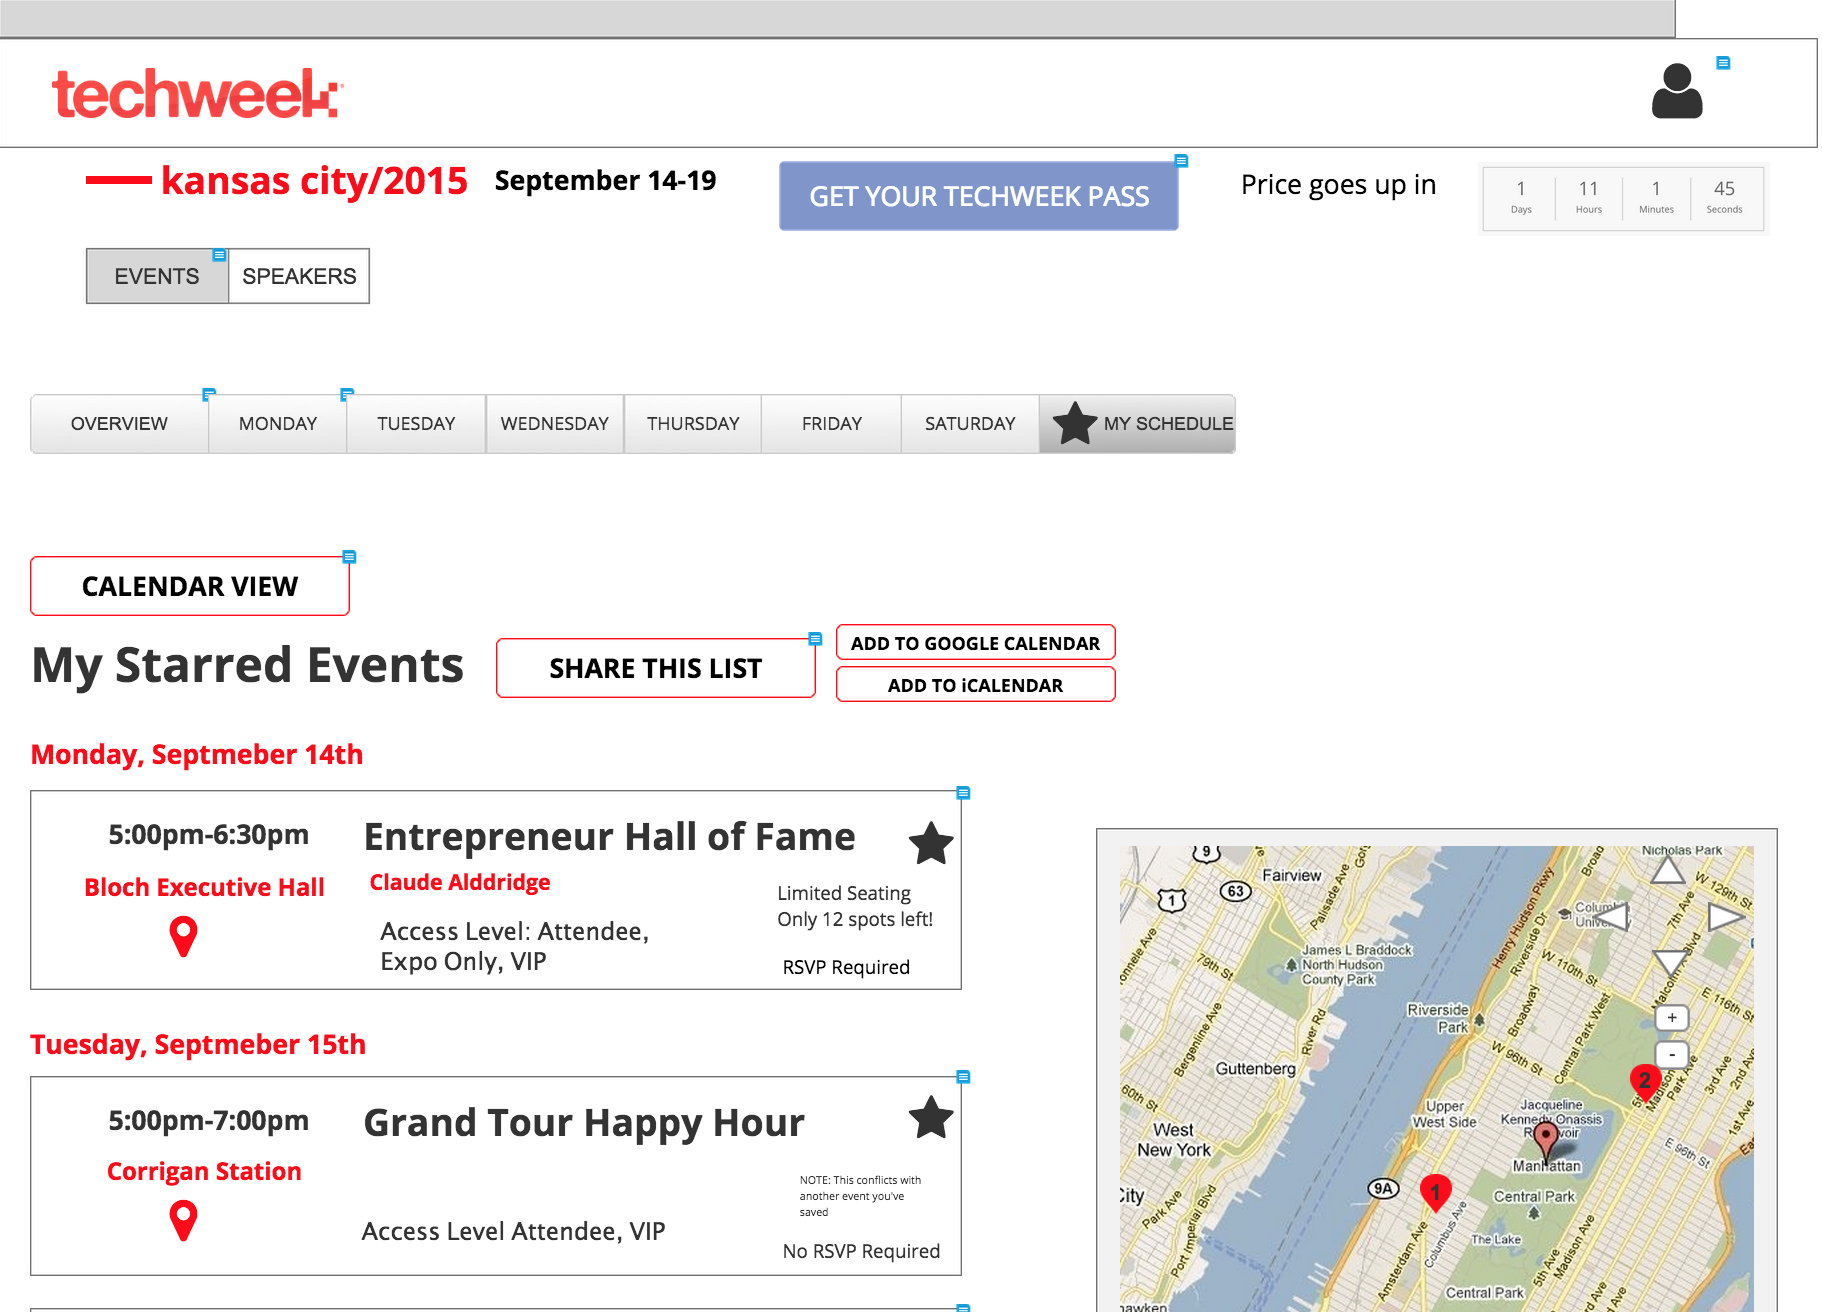 techweek
kansas city/2015
September 14-19
GET YOUR TECHWEEK PASS
Price goes up in
1 11 1 45
Days Hours Minutes Seconds
EVENTS SPEAKERS
OVERVIEW MONDAY TUESDAY WEDNESDAY THURSDAY FRIDAY SATURDAY MY SCHEDULE
CALENDAR VIEW
My Starred Events
SHARE THIS LIST
ADD TO GOOGLE CALENDAR
ADD TO iCALENDAR
Monday, Septmeber 14th
5:00pm-6:30pm
Bloch Executive Hall
Entrepreneur Hall of Fame
Claude Alddridge
Access Level: Attendee,
Expo Only, VIP
Limited Seating
Only 12 spots left!
RSVP Required
Tuesday, Septmeber 15th
5:00pm-7:00pm
Corrigan Station
Grand Tour Happy Hour
Access Level Attendee, VIP
NOTE: This conflicts with
another event you've
saved
No RSVP Required
9
Nicholas Park
Fairview
63
1
Palisade Ave
Henry Hudson Pkwy
Riverside Dr
Broad
7th Ave
W 129th St
James L Braddock
North Hudson
County Park
79th St
W 110th St
E 116th St
Bergenline Ave
River Rd
Riverside
Park
Broadway
Central Park West
+
-
Guttenberg
W 96th St
60th St
2
Park Ave
3rd Ave
2nd Ave
1st Ave
Upper
West Side
Jacqueline
Kennedy Onassis
West
New York
Manhattan
E 96th St
9A
1
Central Park
City
Park Ave
Port Imperial Blvd
Columbus Ave
Amsterdam Ave
The Lake
5th Ave
Madison Ave
Central Park